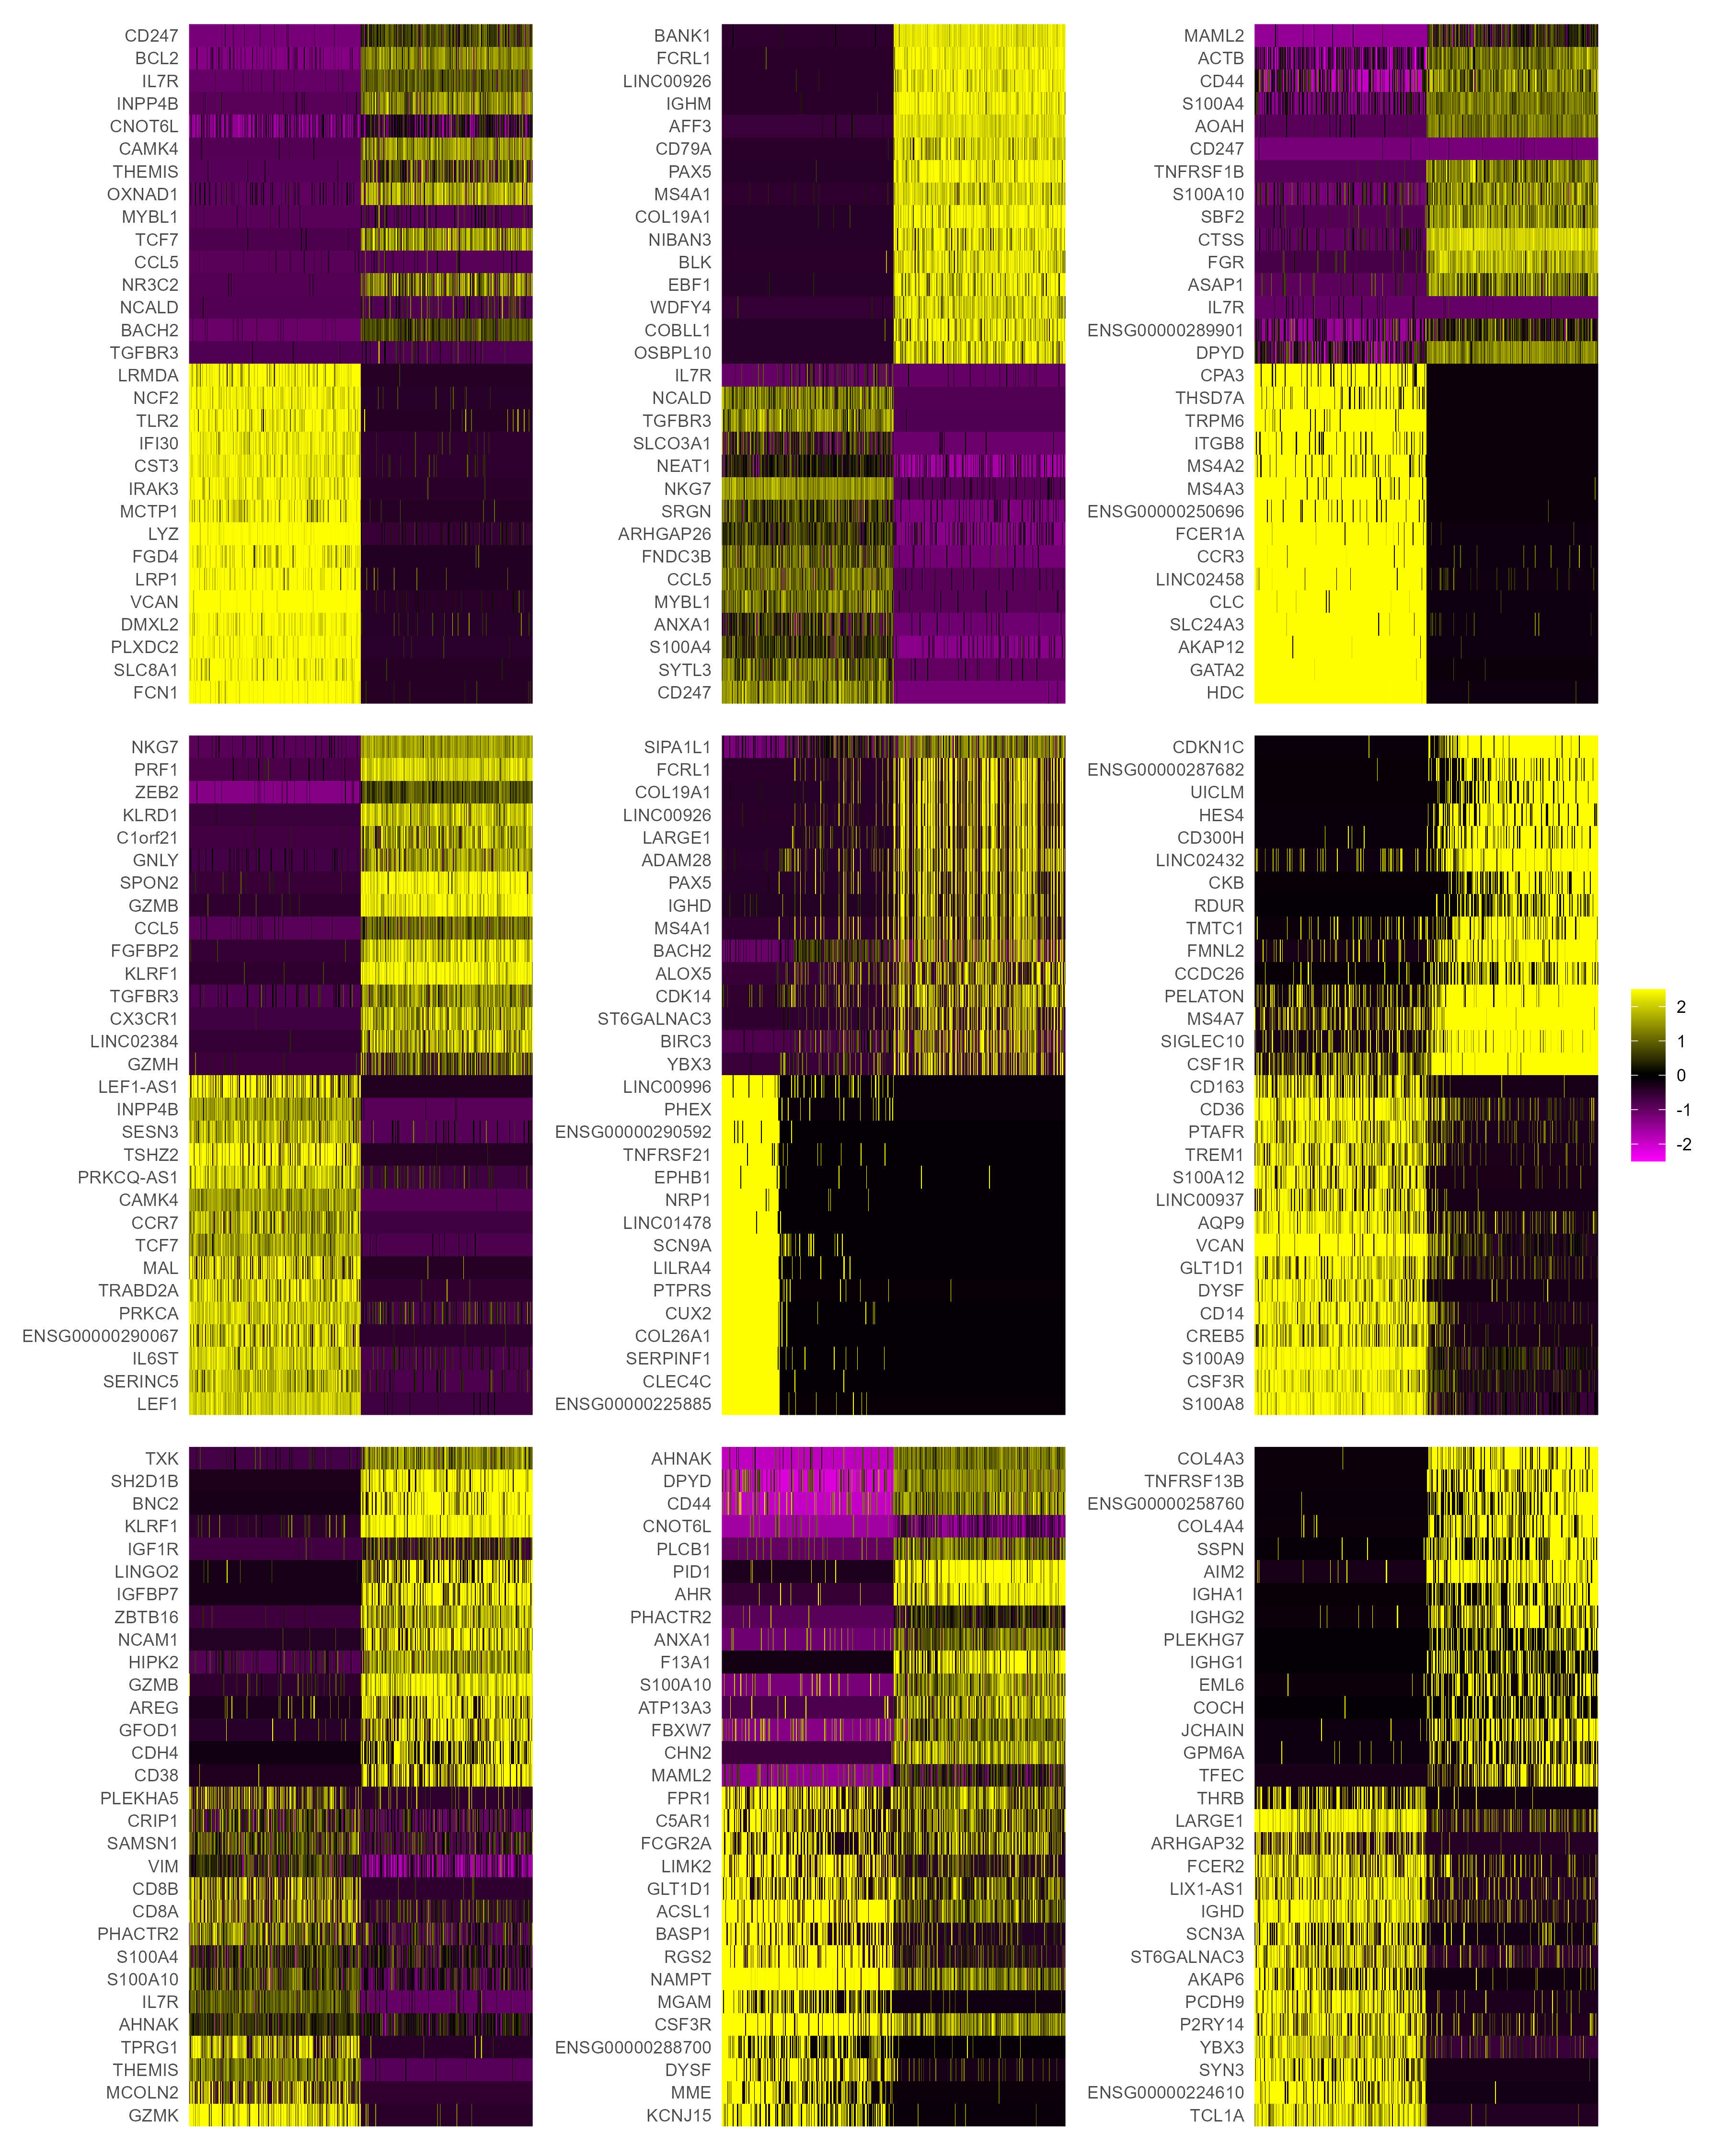 CD247
BCL2
IL7R
INPP4B
CNOT6L
CAMK4
THEMIS
OXNAD1
MYBL1
TCF7
CCL5
NR3C2
NCALD
BACH2
TGFBR3
LRMDA
NCF2
TLR2
IFI30
CST3
IRAK3
MCTP1
LYZ
FGD4
LRP1
VCAN
DMXL2
PLXDC2
SLC8A1
FCN1
BANK1
FCRL1
LINC00926
IGHM
AFF3
CD79A
PAX5
MS4A1
COL19A1
NIBAN3
BLK
EBF1
WDFY4
COBLL1
OSBPL10
IL7R
NCALD
TGFBR3
SLCO3A1
NEAT1
NKG7
SRGN
ARHGAP26
FNDC3B
CCL5
MYBL1
ANXA1
S100A4
SYTL3
CD247
MAML2
ACTB
CD44
S100A4
AOAH
CD247
TNFRSF1B
S100A10
SBF2
CTSS
FGR
ASAP1
IL7R
ENSG00000289901
DPYD
CPA3
THSD7A
TRPM6
ITGB8
MS4A2
MS4A3
ENSG00000250696
FCER1A
CCR3
LINC02458
CLC
SLC24A3
AKAP12
GATA2
HDC
NKG7
PRF1
ZEB2
KLRD1
C1orf21
GNLY
SPON2
GZMB
CCL5
FGFBP2
KLRF1
TGFBR3
CX3CR1
LINC02384
GZMH
LEF1-AS1
INPP4B
SESN3
TSHZ2
PRKCQ-AS1
CAMK4
CCR7
TCF7
MAL
TRABD2A
PRKCA
ENSG00000290067
IL6ST
SERINC5
LEF1
SIPA1L1
FCRL1
COL19A1
LINC00926
LARGE1
ADAM28
PAX5
IGHD
MS4A1
BACH2
ALOX5
CDK14
ST6GALNAC3
BIRC3
YBX3
LINC00996
PHEX
ENSG00000290592
TNFRSF21
EPHB1
NRP1
LINC01478
SCN9A
LILRA4
PTPRS
CUX2
COL26A1
SERPINF1
CLEC4C
ENSG00000225885
CDKN1C
ENSG00000287682
UICLM
HES4
CD300H
LINC02432
CKB
RDUR
TMTC1
FMNL2
CCDC26
PELATON
MS4A7
SIGLEC10
CSF1R
CD163
CD36
PTAFR
TREM1
S100A12
LINC00937
AQP9
VCAN
GLT1D1
DYSF
CD14
CREB5
S100A9
CSF3R
S100A8
2
1
0
-1
-2
TXK
SH2D1B
BNC2
KLRF1
IGF1R
LINGO2
IGFBP7
ZBTB16
NCAM1
HIPK2
GZMB
AREG
GFOD1
CDH4
CD38
PLEKHA5
CRIP1
SAMSN1
VIM
CD8B
CD8A
PHACTR2
S100A4
S100A10
IL7R
AHNAK
TPRG1
THEMIS
MCOLN2
GZMK
AHNAK
DPYD
CD44
CNOT6L
PLCB1
PID1
AHR
PHACTR2
ANXA1
F13A1
S100A10
ATP13A3
FBXW7
CHN2
MAML2
FPR1
C5AR1
FCGR2A
LIMK2
GLT1D1
ACSL1
BASP1
RGS2
NAMPT
MGAM
CSF3R
ENSG00000288700
DYSF
MME
KCNJ15
COL4A3
TNFRSF13B
ENSG00000258760
COL4A4
SSPN
AIM2
IGHA1
IGHG2
PLEKHG7
IGHG1
EML6
COCH
JCHAIN
GPM6A
TFEC
THRB
LARGE1
ARHGAP32
FCER2
LIX1-AS1
IGHD
SCN3A
ST6GALNAC3
AKAP6
PCDH9
P2RY14
YBX3
SYN3
ENSG00000224610
TCL1A